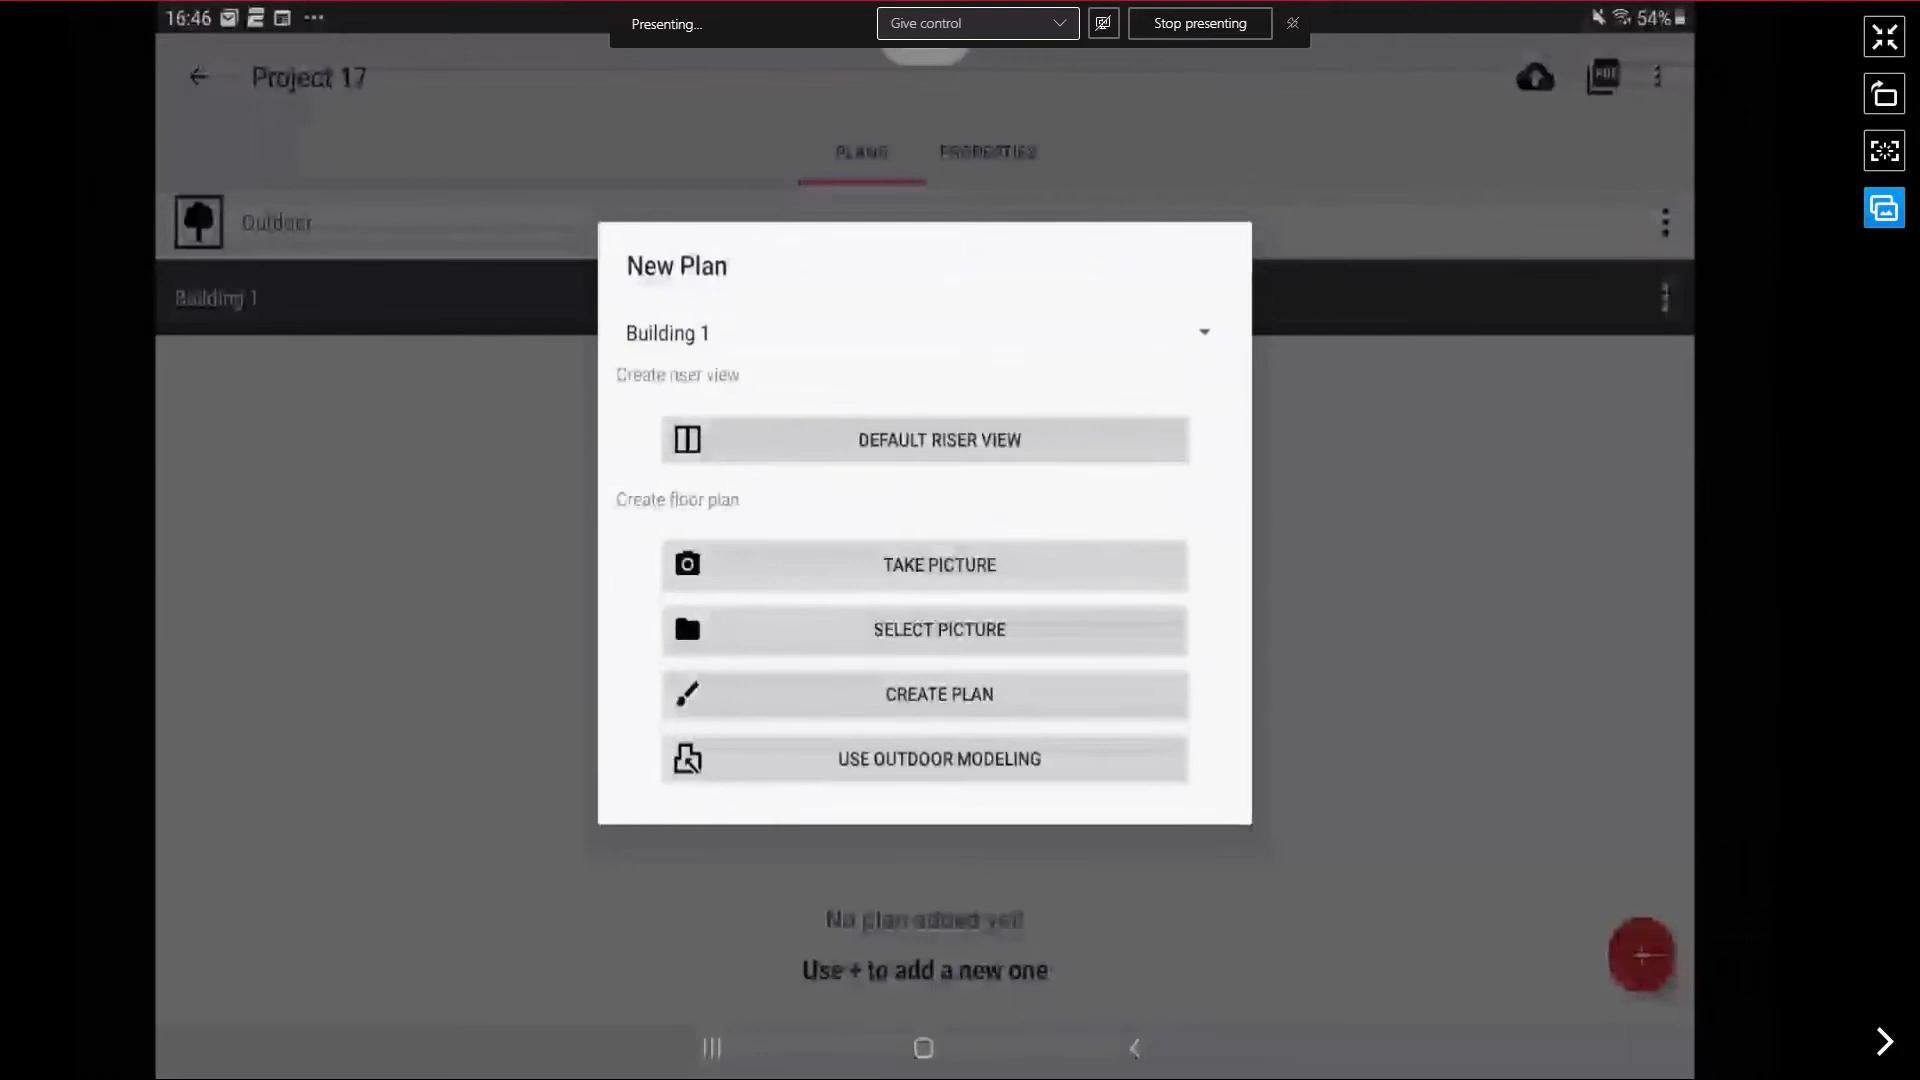 16:46
54%
Presenting...
Give control
Stop presenting
Project 17
PDF
PLANS
PROPERTIES
Outdoor
Building 1
New Plan
Building 1
Create riser view
DEFAULT RISER VIEW
Create floor plan
TAKE PICTURE
SELECT PICTURE
CREATE PLAN
USE OUTDOOR MODELING
No plan added yet!
Use + to add a new one